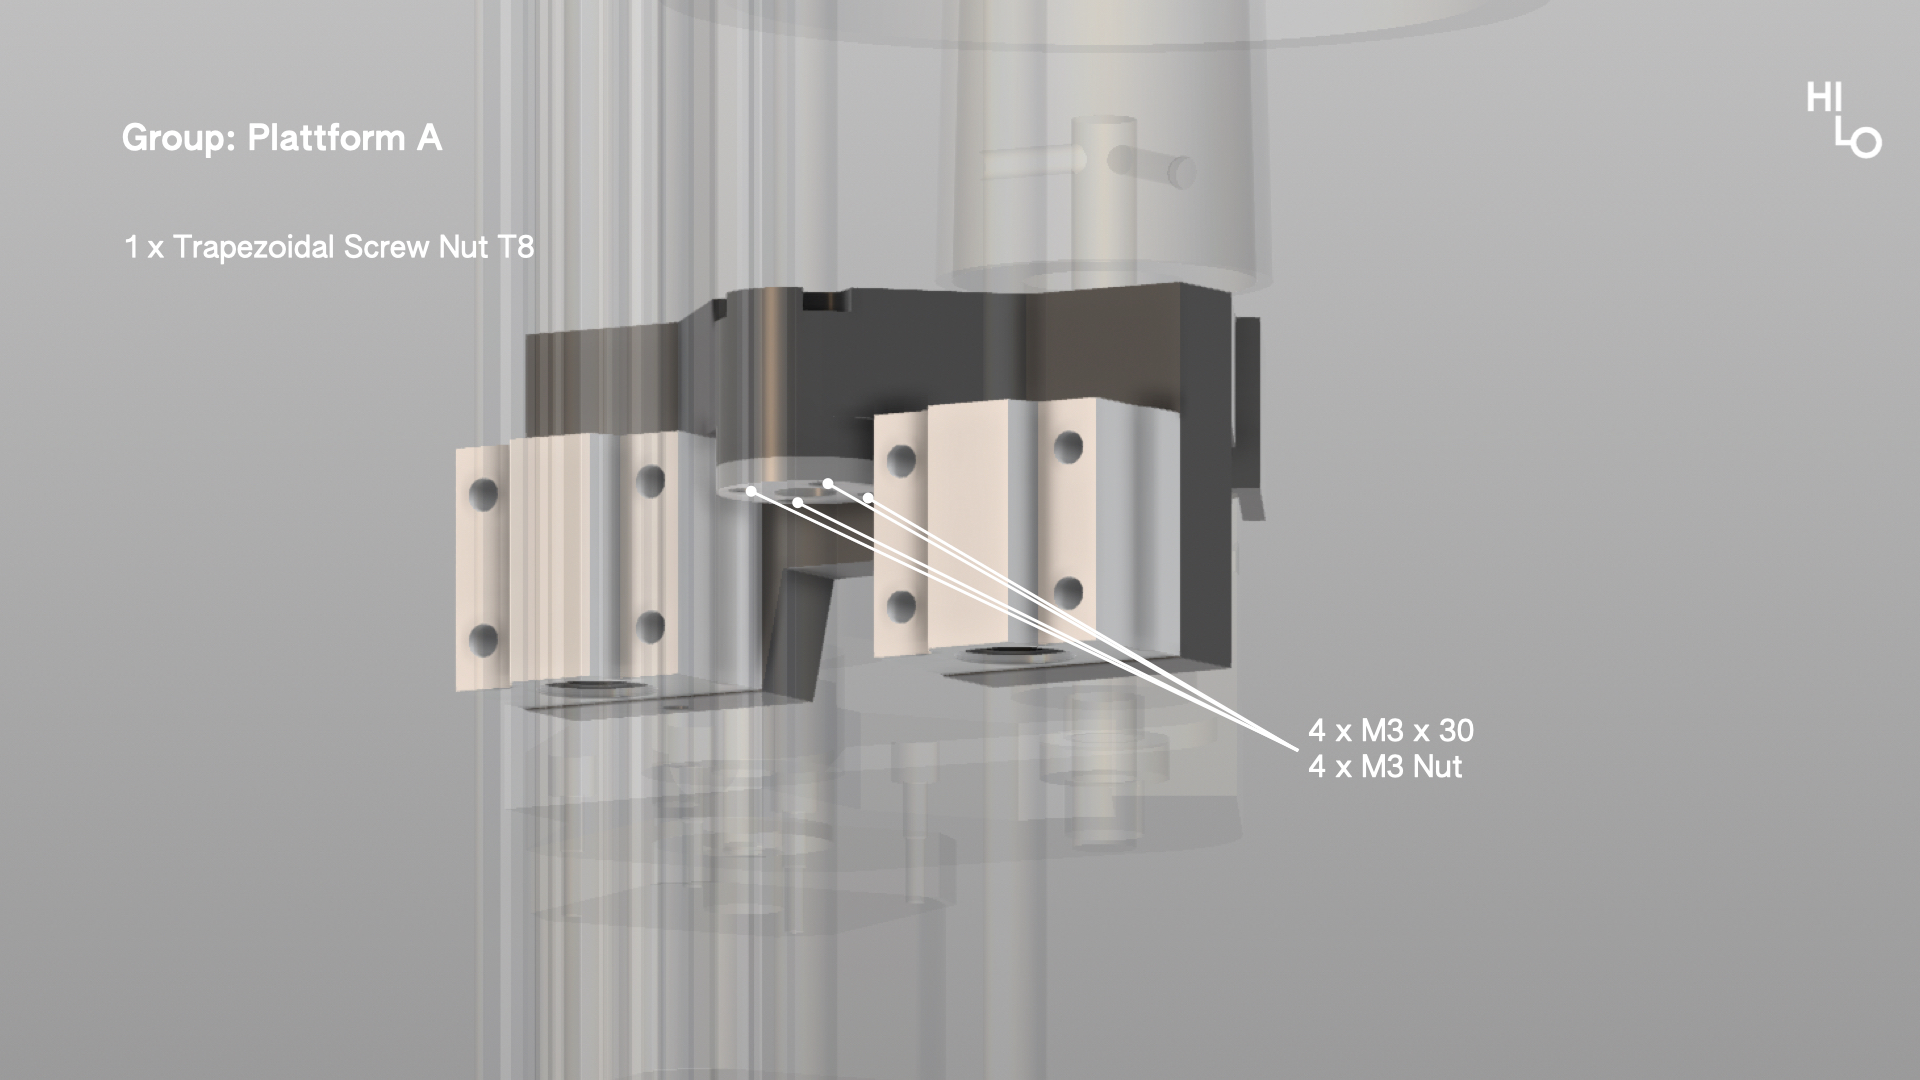 Group: Plattform A
HI
LO
1 x Trapezoidal Screw Nut T8
4 x M3 x 30
4 x M3 Nut